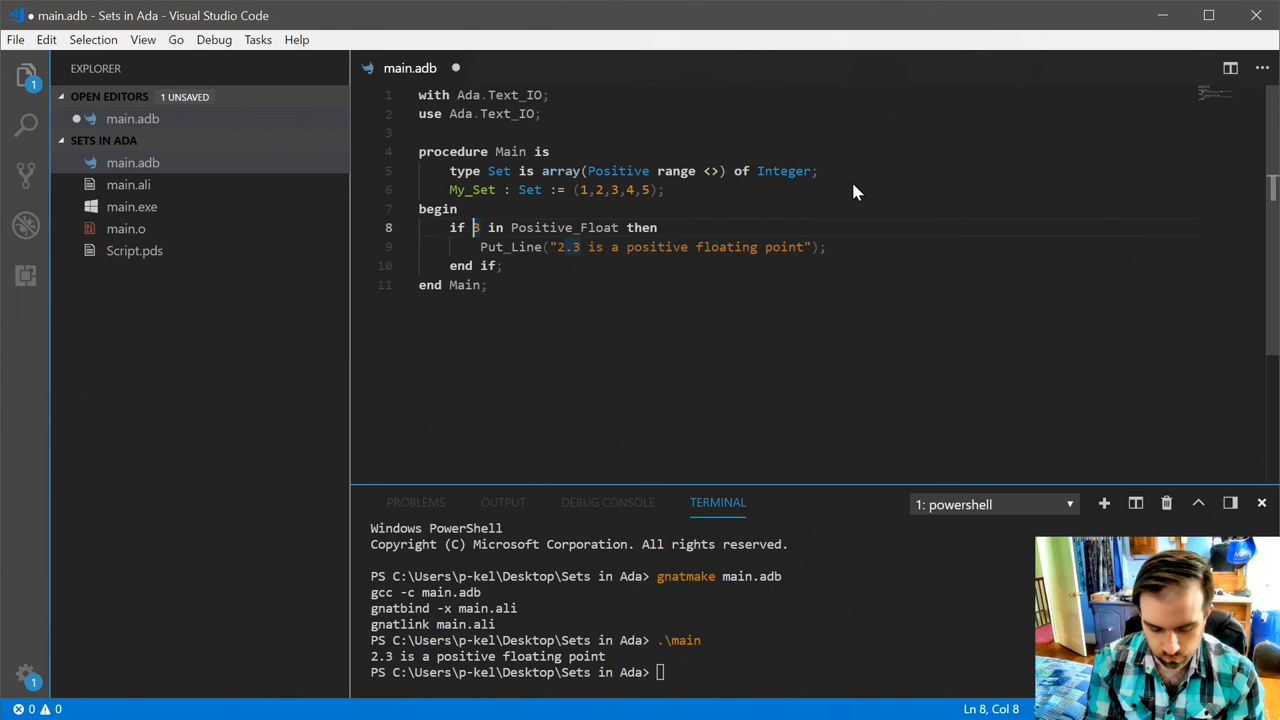 main.adb - Sets in Ada - Visual Studio Code
File Edit Selection View Go Debug Tasks Help
1
EXPLORER
OPEN EDITORS 1 UNSAVED
main.adb
SETS IN ADA
main.adb
main.ali
main.exe
main.o
Script.pds
1
main.adb
1 with Ada.Text_IO;
2 use Ada.Text_IO;
3
4 procedure Main is
5 type Set is array(Positive range <>) of Integer;
6 My_Set : Set := (1,2,3,4,5);
7 begin
8 if 3 in Positive_Float then
9 Put_Line("2.3 is a positive floating point");
10 end if;
11 end Main;
PROBLEMS OUTPUT DEBUG CONSOLE TERMINAL 1: powershell
Windows PowerShell
Copyright (C) Microsoft Corporation. All rights reserved.
PS C:\Users\p-kel\Desktop\Sets in Ada> gnatmake main.adb
gcc -c main.adb
gnatbind -x main.ali
gnatlink main.ali
PS C:\Users\p-kel\Desktop\Sets in Ada> .\main
2.3 is a positive floating point
PS C:\Users\p-kel\Desktop\Sets in Ada>
0 0 Ln 8, Col 8